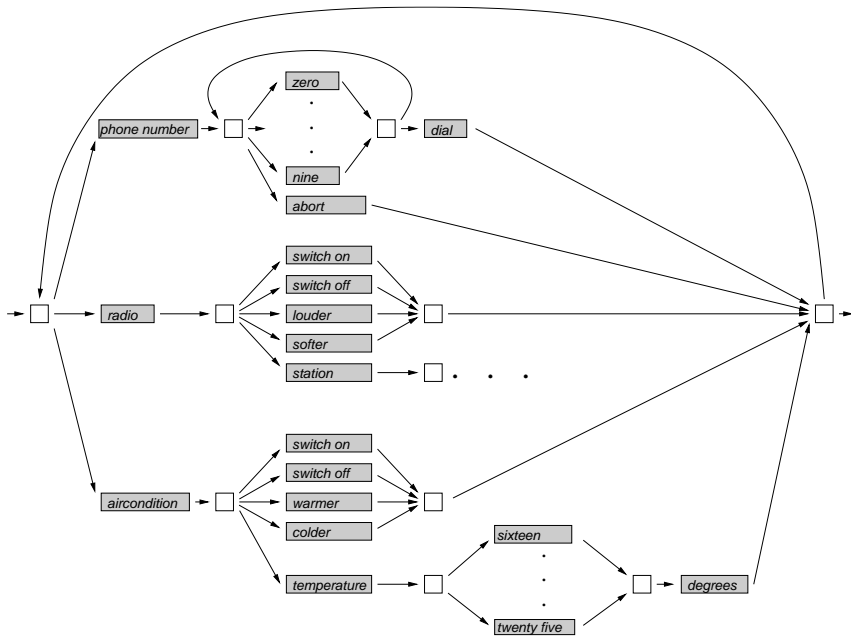 zero
phone number
dial
nine
abort
switch on
switch off
radio
louder
softer
station
switch on
switch off
aircondition
warmer
colder
sixteen
temperature
degrees
twenty five